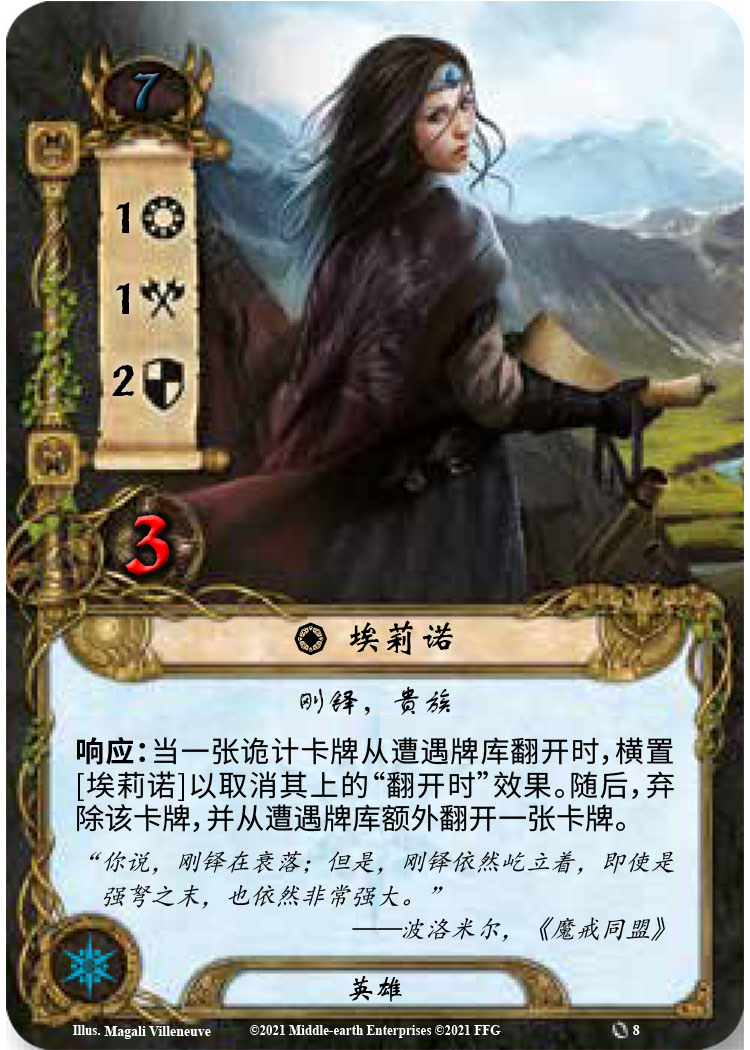 7
1
1
2
3
埃莉诺
刚铎，贵族
响应：当一张诡计卡牌从遭遇牌库翻开时，横置
[埃莉诺]以取消其上的“翻开时”效果。随后，弃
除该卡牌，并从遭遇牌库额外翻开一张卡牌。
“你说，刚铎在衰落；但是，刚铎依然屹立着，即使是
强弩之末，也依然非常强大。”
——波洛米尔，《魔戒同盟》
英雄
Illus. Magali Villeneuve ©2021 Middle-earth Enterprises ©2021 FFG 8